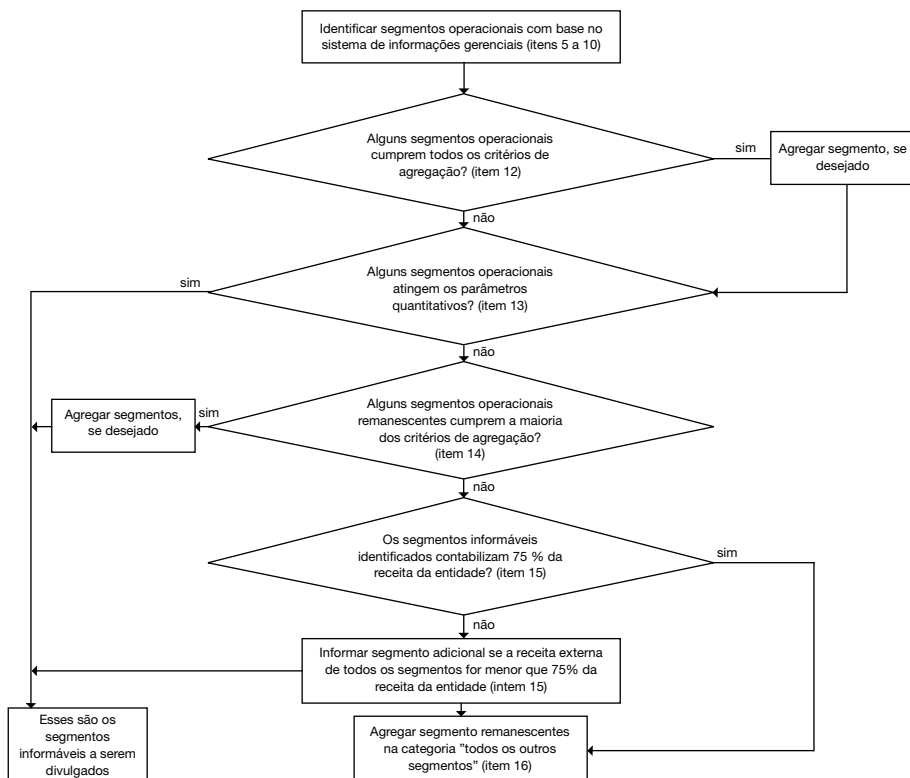 Identificar segmentos operacionais com base no
sistema de informações gerenciais (itens 5 a 10)
Alguns segmentos operacionais
cumprem todos os critérios de
agregação? (item 12)
sim
Agregar segmento, se
desejado
não
Alguns segmentos operacionais
atingem os parâmetros
quantitativos? (item 13)
sim
não
Alguns segmentos operacionais
remanescentes cumprem a maioria
dos critérios de agregação?
(item 14)
sim
Agregar segmentos,
se desejado
não
Os segmentos informáveis
identificados contabilizam 75 % da
receita da entidade? (item 15)
sim
não
Informar segmento adicional se a receita externa
de todos os segmentos for menor que 75% da
receita da entidade (intem 15)
Esses são os
segmentos
informáveis a serem
divulgados
Agregar segmento remanescentes
na categoria "todos os outros
segmentos" (item 16)